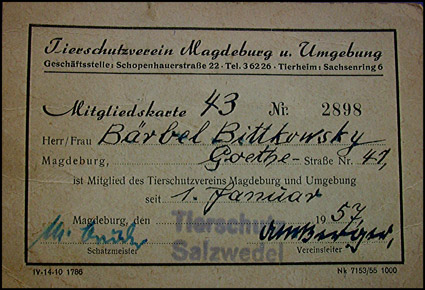 Tierschutzverein Magdeburg u. Umgebung
Geschäftsstelle: Schopenhauerstraße 22 · Tel. 3 62 26 · Tierheim: Sachsenring 6
Mitgliedskarte 43 Nr. 2898
Herr/Frau Bärbel Bittkowsky
Magdeburg, Goethe- Straße Nr. 41,
ist Mitglied des Tierschutzvereins Magdeburg und Umgebung
seit 1. Januar
Magdeburg, den 19 57
Tierschutz
Salzwedel
Schatzmeister Vereinsleiter
IV-14-10 1786 Nk 7153/55 1000